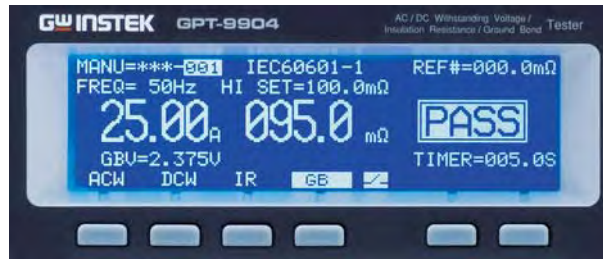 GWINSTEK GPT-9904
AC / DC Withstanding Voltage /
Insulation Resistance / Ground Bond Tester
MANU=***-001 IEC60601-1 REF#=000.0mΩ
FREQ= 50Hz HI SET=100.0mΩ
25.00A 095.0 mΩ PASS
GBV=2.375V TIMER=005.0S
ACW DCW IR GB